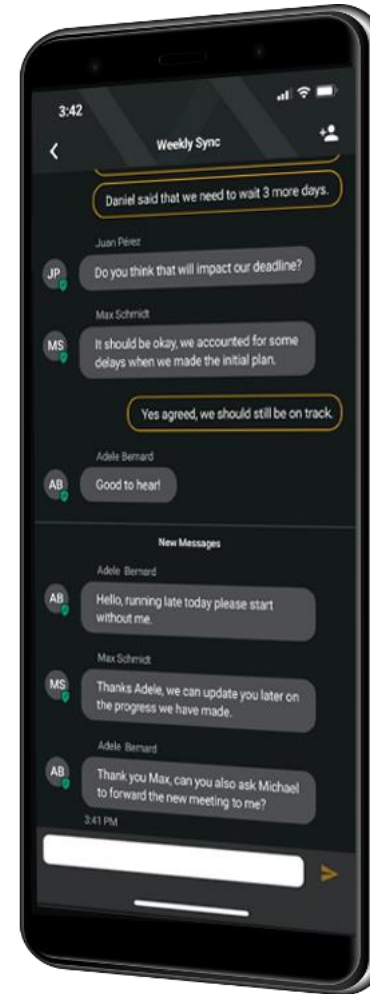 3:42
Weekly Sync
Daniel said that we need to wait 3 more days.
Juan Pérez
JP
Do you think that will impact our deadline?
Max Schmidt
MS
It should be okay, we accounted for some
delays when we made the initial plan.
Yes agreed, we should still be on track.
Adele Bernard
AB
Good to hear!
New Messages
Adele Bernard
AB
Hello, running late today please start
without me.
Max Schmidt
MS
Thanks Adele, we can update you later on
the progress we have made.
Adele Bernard
AB
Thank you Max, can you also ask Michael
to forward the new meeting to me?
3:41 PM